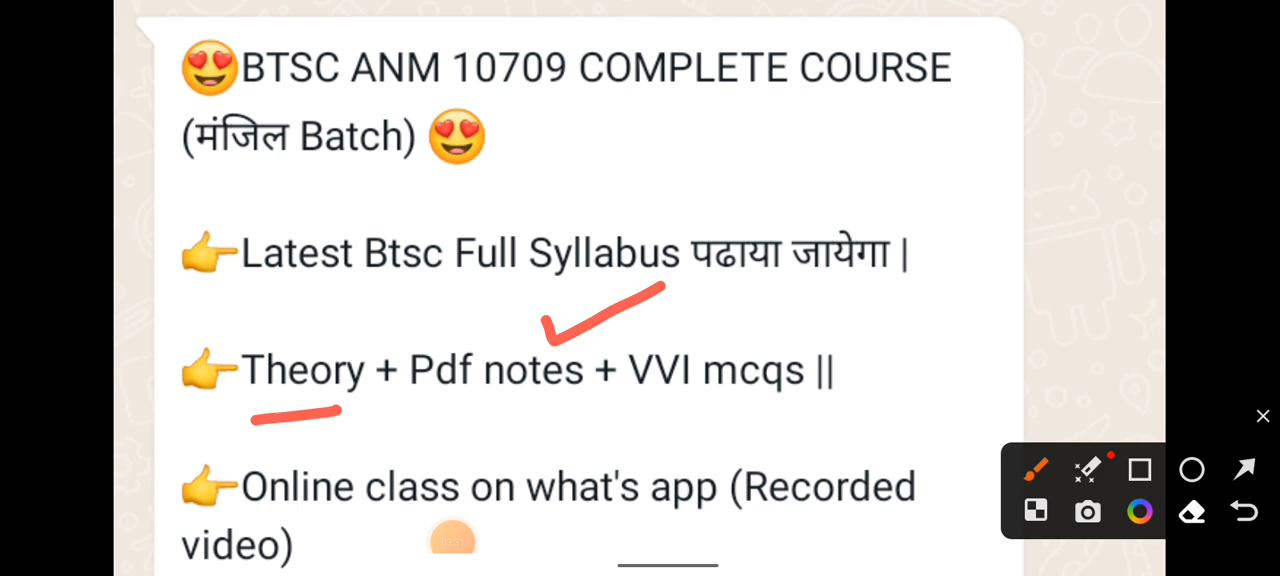 😍BTSC ANM 10709 COMPLETE COURSE
(मंजिल Batch) 😍
👉Latest Btsc Full Syllabus पढाया जायेगा |
👉Theory + Pdf notes + VVI mcqs ||
👉Online class on what's app (Recorded
video)